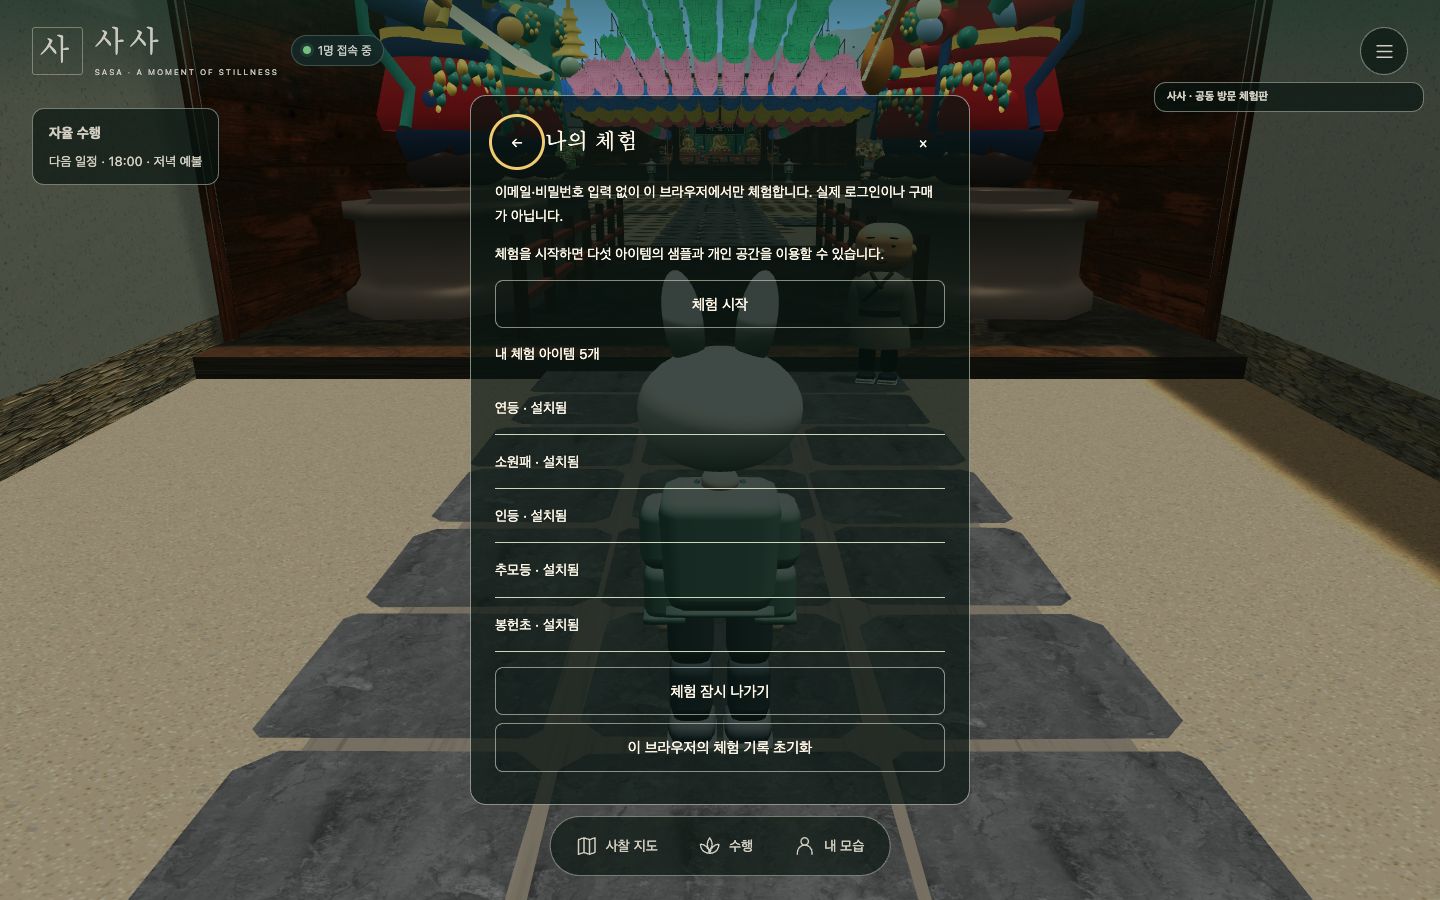 사
사사
SASA · A MOMENT OF STILLNESS
1명 접속 중
사사 · 공동 방문 체험판
자율 수행
다음 일정 · 18:00 · 저녁 예불
← 나의 체험 ×
이메일·비밀번호 입력 없이 이 브라우저에서만 체험합니다. 실제 로그인이나 구매
가 아닙니다.
체험을 시작하면 다섯 아이템의 샘플과 개인 공간을 이용할 수 있습니다.
체험 시작
내 체험 아이템 5개
연등 · 설치됨
소원패 · 설치됨
인등 · 설치됨
추모등 · 설치됨
봉헌초 · 설치됨
체험 잠시 나가기
이 브라우저의 체험 기록 초기화
사찰 지도
수행
내 모습